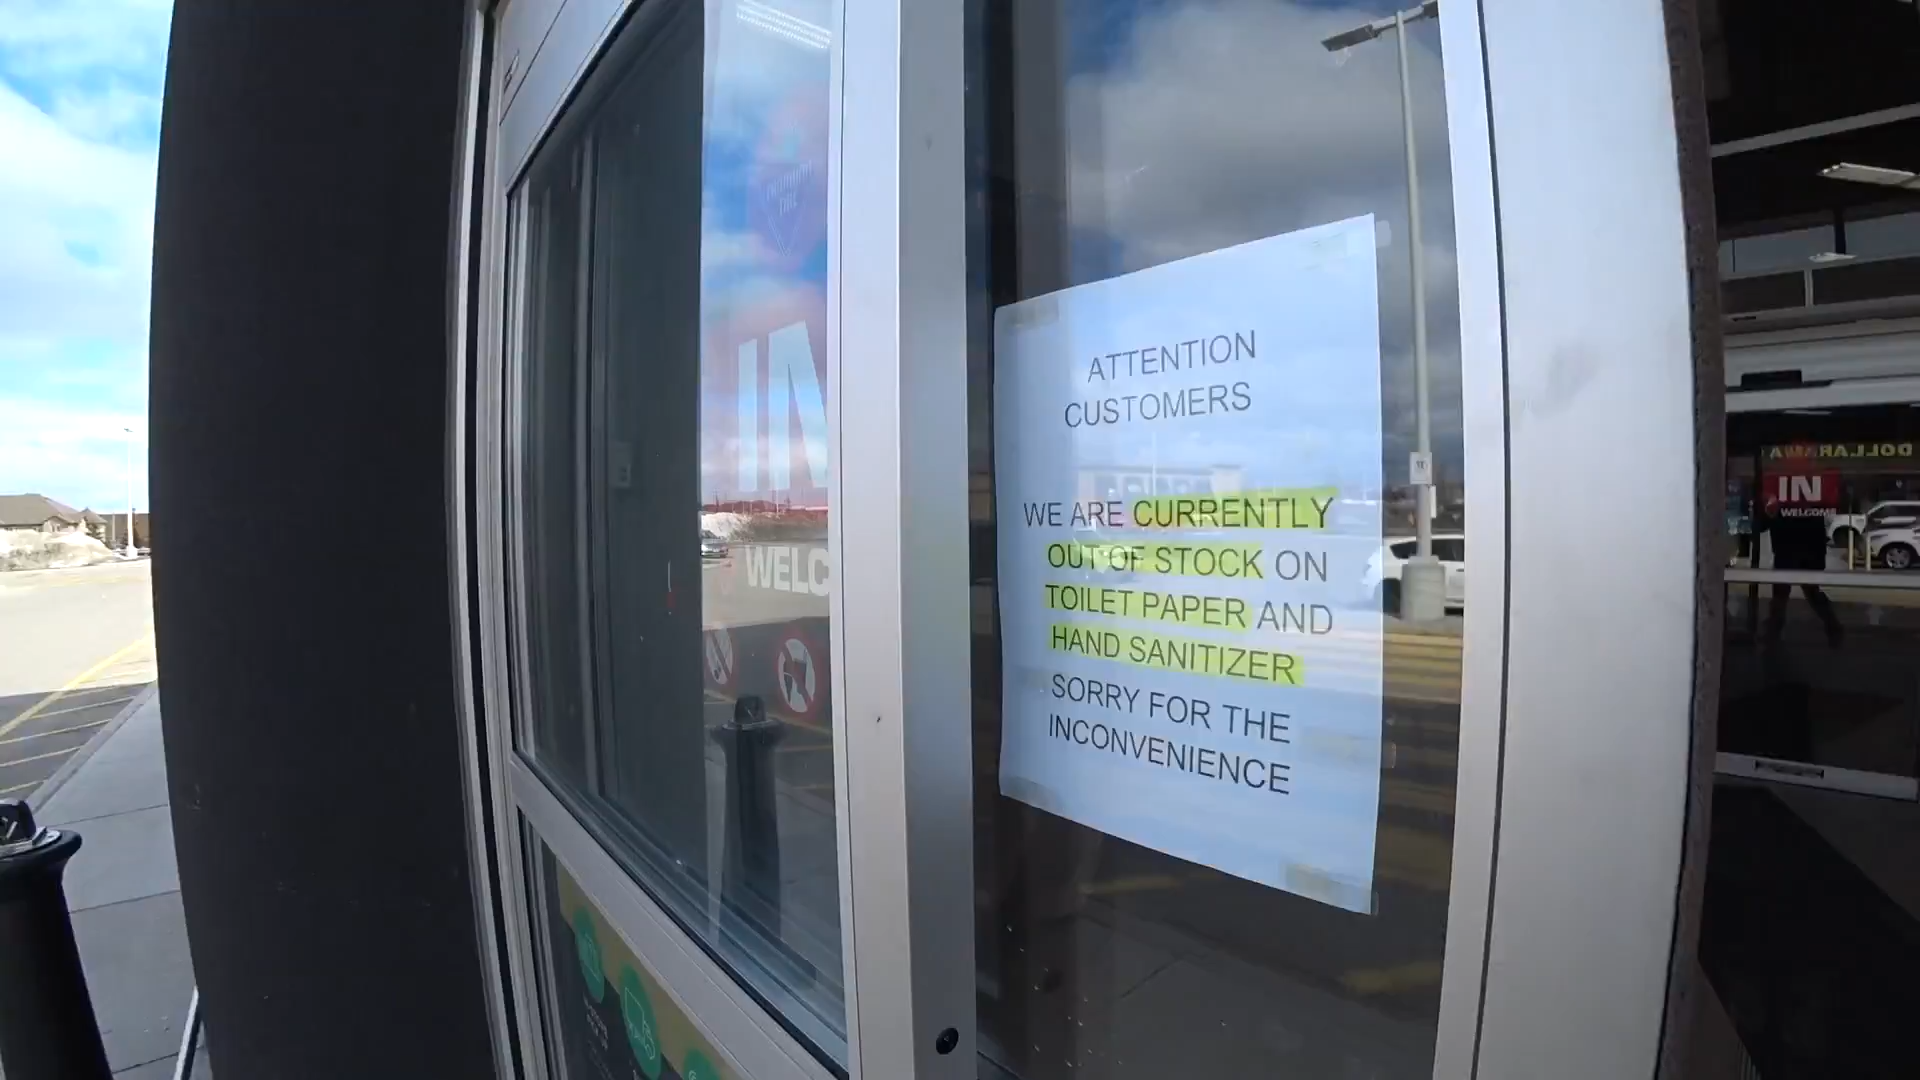 IN
WELC
ATTENTION
CUSTOMERS
WE ARE CURRENTLY
OUT OF STOCK ON
TOILET PAPER AND
HAND SANITIZER
SORRY FOR THE
INCONVENIENCE
DOLLARAMA
IN
WELCOME